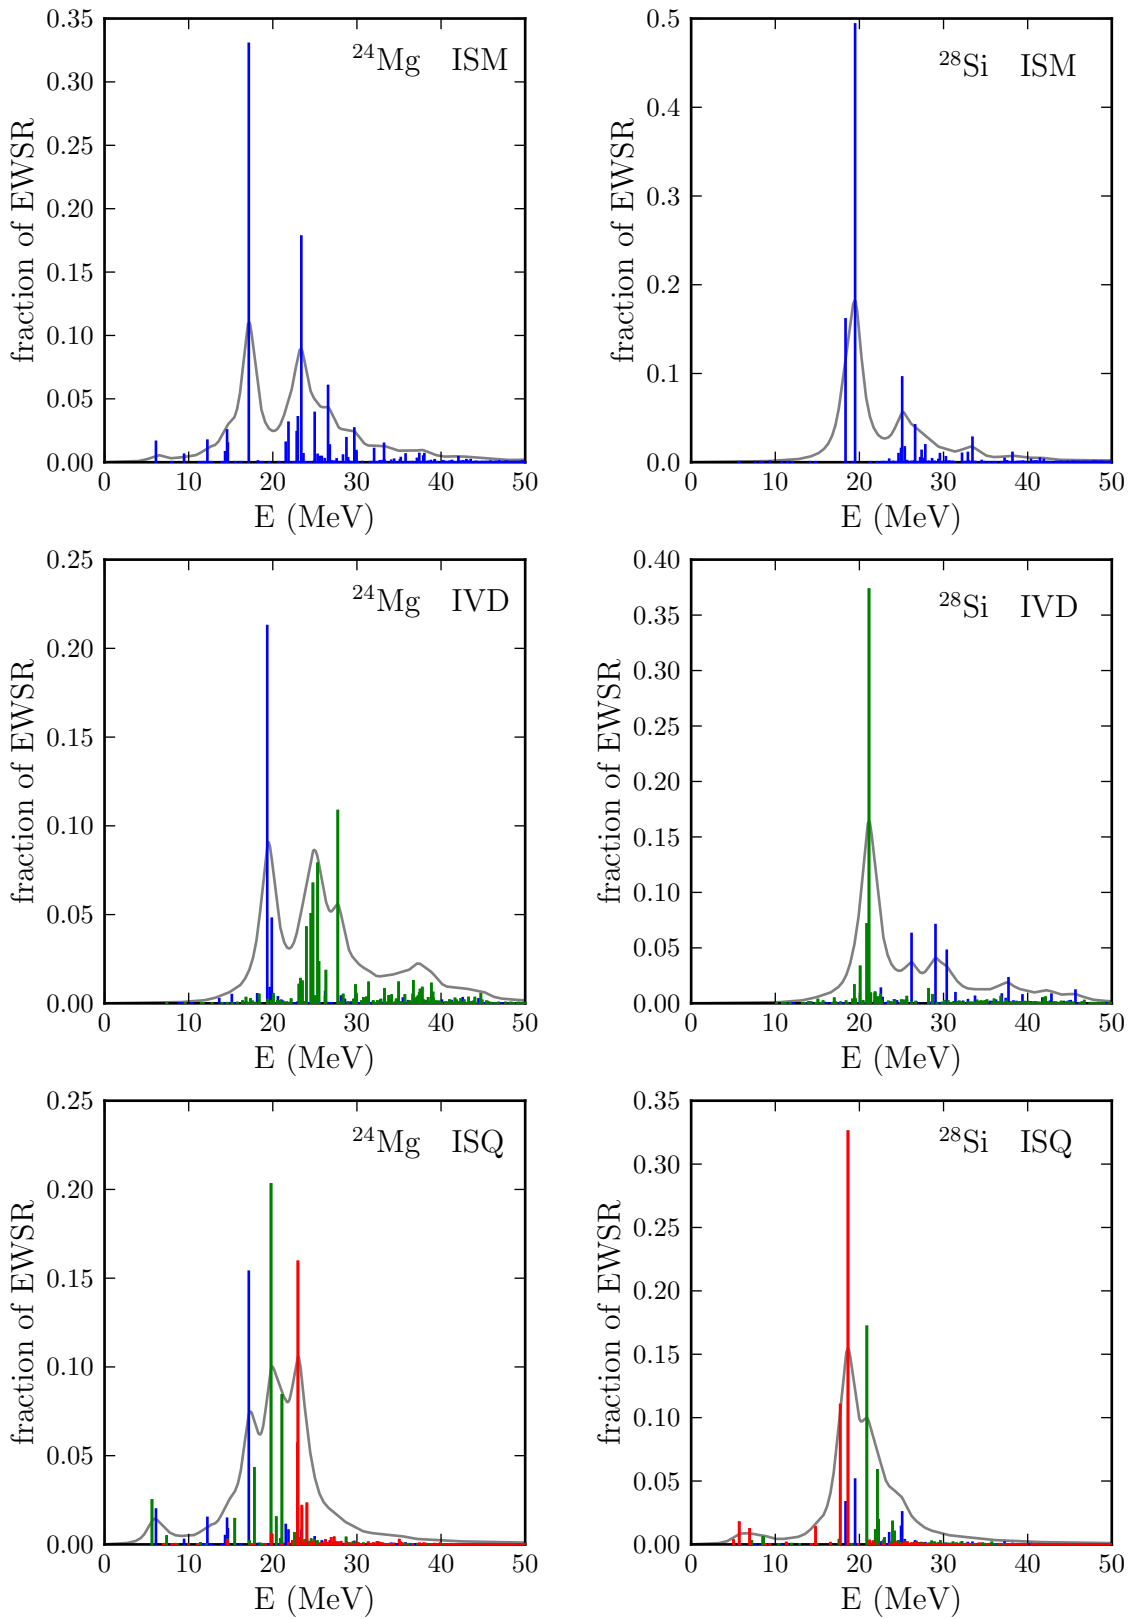 0.35
0.30
0.25
0.20
0.15
0.10
0.05
0.00
fraction of EWSR
²⁴Mg ISM
0 10 20 30 40 50
E (MeV)
0.5
0.4
0.3
0.2
0.1
0.0
fraction of EWSR
²⁸Si ISM
0 10 20 30 40 50
E (MeV)
0.25
0.20
0.15
0.10
0.05
0.00
fraction of EWSR
²⁴Mg IVD
0 10 20 30 40 50
E (MeV)
0.40
0.35
0.30
0.25
0.20
0.15
0.10
0.05
0.00
fraction of EWSR
²⁸Si IVD
0 10 20 30 40 50
E (MeV)
0.25
0.20
0.15
0.10
0.05
0.00
fraction of EWSR
²⁴Mg ISQ
0 10 20 30 40 50
E (MeV)
0.35
0.30
0.25
0.20
0.15
0.10
0.05
0.00
fraction of EWSR
²⁸Si ISQ
0 10 20 30 40 50
E (MeV)